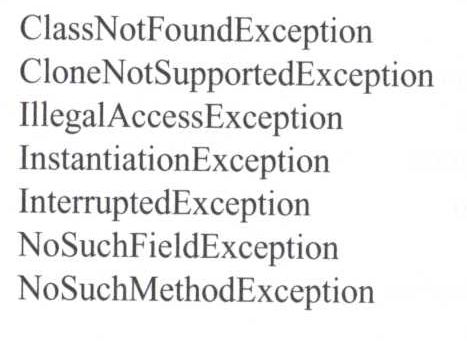 ClassNotFoundException
CloneNotSupportedException
IllegalAccessException
InstantiationException
InterruptedException
NoSuchFieldException
NoSuchMethodException